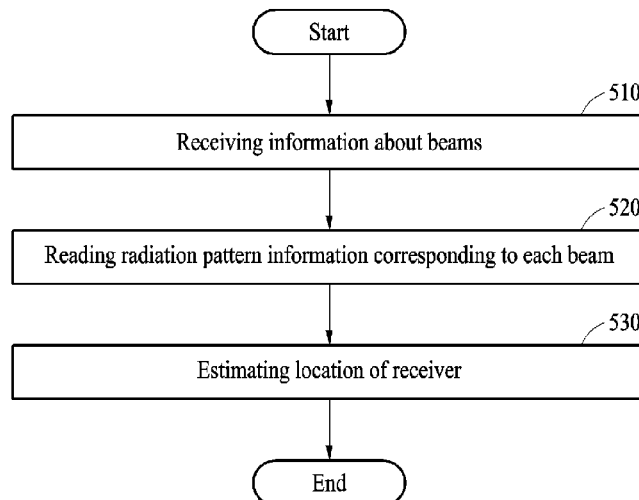 Start
510
Receiving information about beams
520
Reading radiation pattern information corresponding to each beam
530
Estimating location of receiver
End